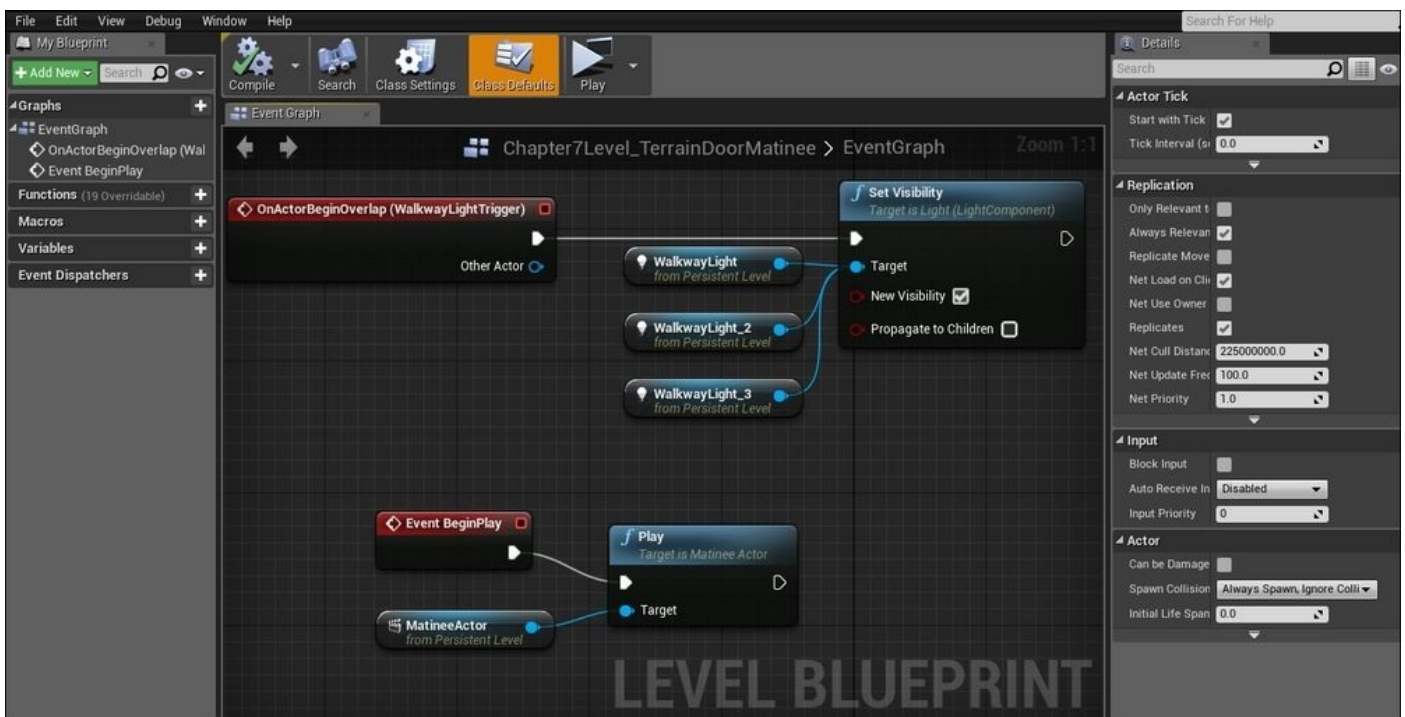 File Edit View Debug Window Help
Search For Help
My Blueprint
+ Add New Search
Compile Search Class Settings Class Defaults Play
Graphs
EventGraph
OnActorBeginOverlap (Wal
Event BeginPlay
Functions (19 Overridable)
Macros
Variables
Event Dispatchers
Event Graph
Chapter7Level_TerrainDoorMatinee > EventGraph
Zoom 1:1
OnActorBeginOverlap (WalkwayLightTrigger)
Other Actor
WalkwayLight
from Persistent Level
WalkwayLight_2
from Persistent Level
WalkwayLight_3
from Persistent Level
f Set Visibility
Target is Light (LightComponent)
Target
New Visibility
Propagate to Children
Event BeginPlay
MatineeActor
from Persistent Level
f Play
Target is Matinee Actor
Target
LEVEL BLUEPRINT
Details
Search
Actor Tick
Start with Tick
Tick Interval (s 0.0
Replication
Only Relevant t
Always Relevan
Replicate Move
Net Load on Cli
Net Use Owner
Replicates
Net Cull Distanc 225000000.0
Net Update Frec 100.0
Net Priority 1.0
Input
Block Input
Auto Receive In Disabled
Input Priority 0
Actor
Can be Damage
Spawn Collision Always Spawn, Ignore Colli
Initial Life Span 0.0